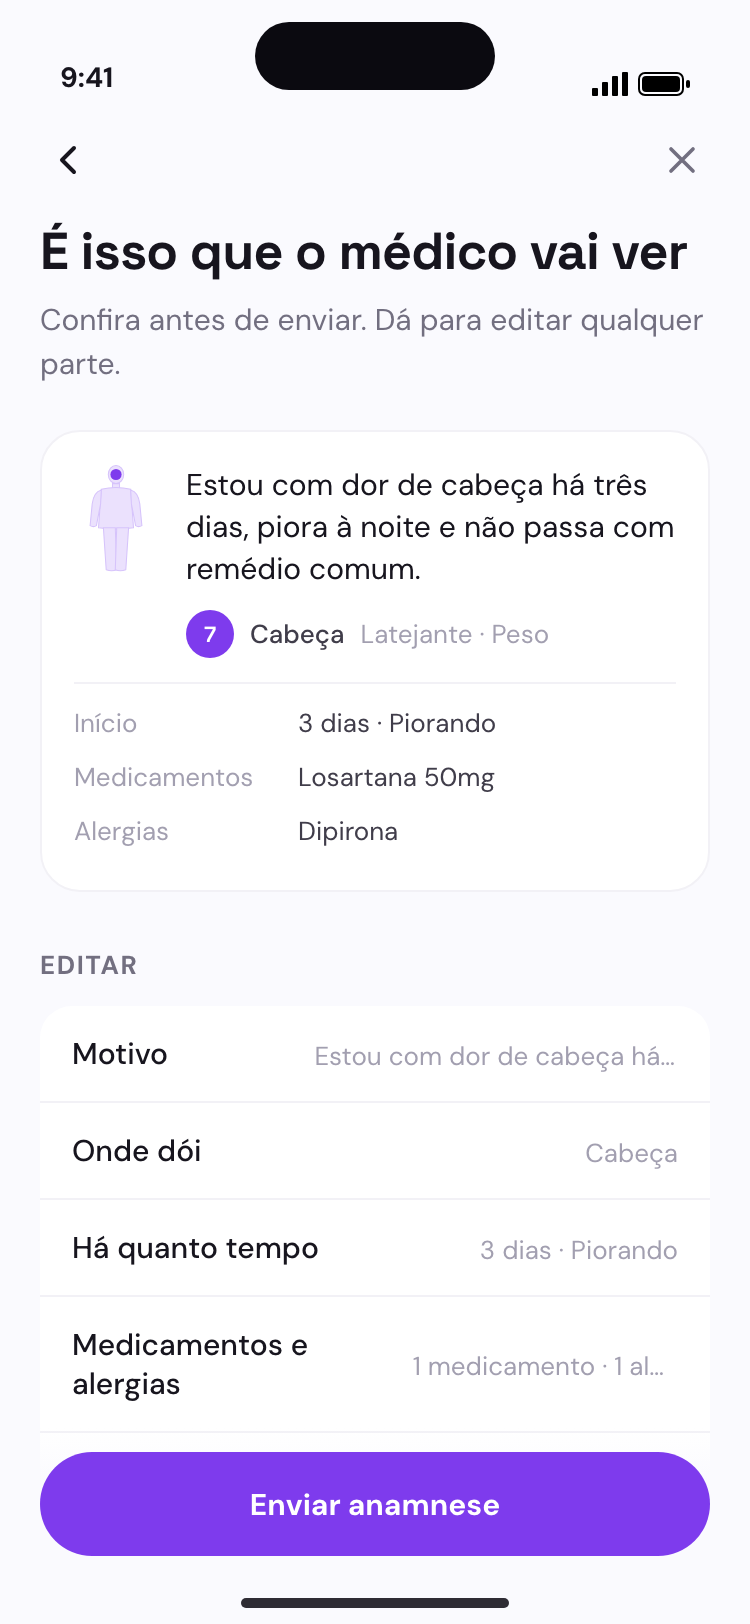 9:41
É isso que o médico vai ver
Confira antes de enviar. Dá para editar qualquer
parte.
Estou com dor de cabeça há três
dias, piora à noite e não passa com
remédio comum.
7 Cabeça Latejante · Peso
Início 3 dias · Piorando
Medicamentos Losartana 50mg
Alergias Dipirona
EDITAR
Motivo Estou com dor de cabeça há...
Onde dói Cabeça
Há quanto tempo 3 dias · Piorando
Medicamentos e
alergias 1 medicamento · 1 al...
Enviar anamnese